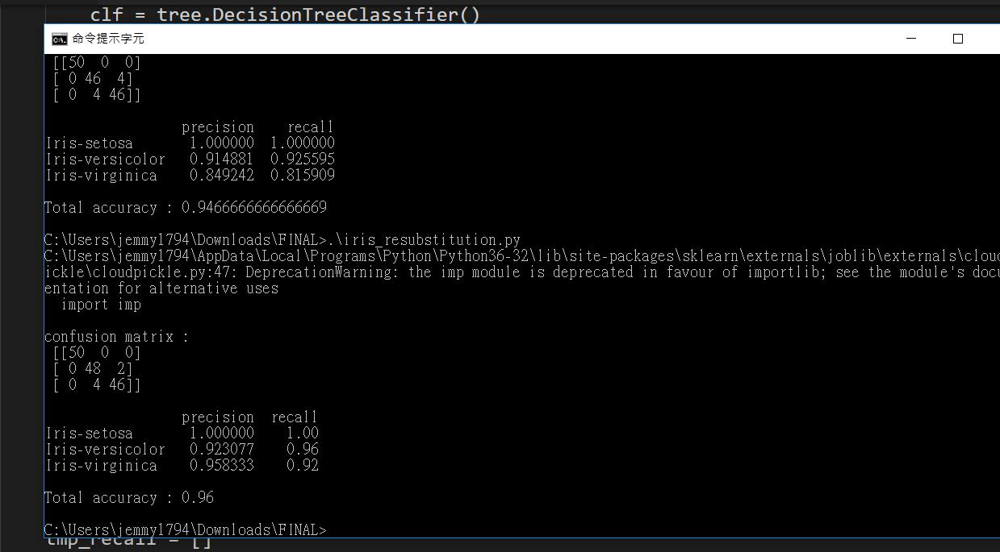 clf = tree.DecisionTreeClassifier()
命令提示字元
[[50 0 0]
[ 0 46 4]
[ 0 4 46]]
precision recall
Iris-setosa 1.000000 1.000000
Iris-versicolor 0.914881 0.925595
Iris-virginica 0.849242 0.815909
Total accuracy : 0.9466666666666669
C:\Users\jemmy1794\Downloads\FINAL>.\iris_resubstitution.py
C:\Users\jemmy1794\AppData\Local\Programs\Python\Python36-32\lib\site-packages\sklearn\externals\joblib\externals\cloud
ickle\cloudpickle.py:47: DeprecationWarning: the imp module is deprecated in favour of importlib; see the module's docu
entation for alternative uses
import imp
confusion matrix :
[[50 0 0]
[ 0 48 2]
[ 0 4 46]]
precision recall
Iris-setosa 1.000000 1.00
Iris-versicolor 0.923077 0.96
Iris-virginica 0.958333 0.92
Total accuracy : 0.96
C:\Users\jemmy1794\Downloads\FINAL>
tmp_recall = []